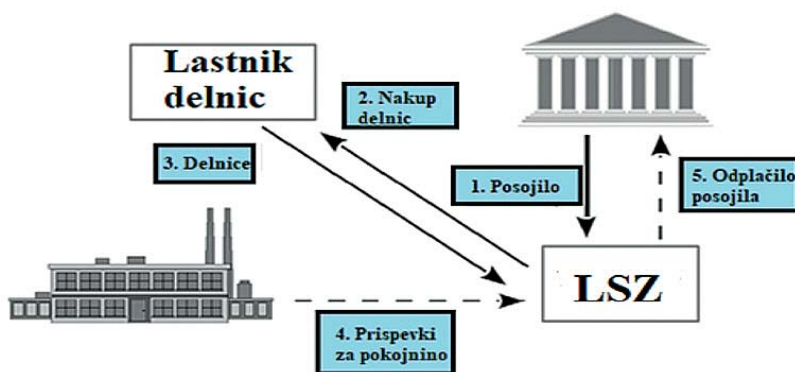 Lastnik
delnic
2. Nakup
delnic
3. Delnice
1. Posojilo
5. Odplačilo
posojila
LSZ
4. Prispevki
za pokojnino